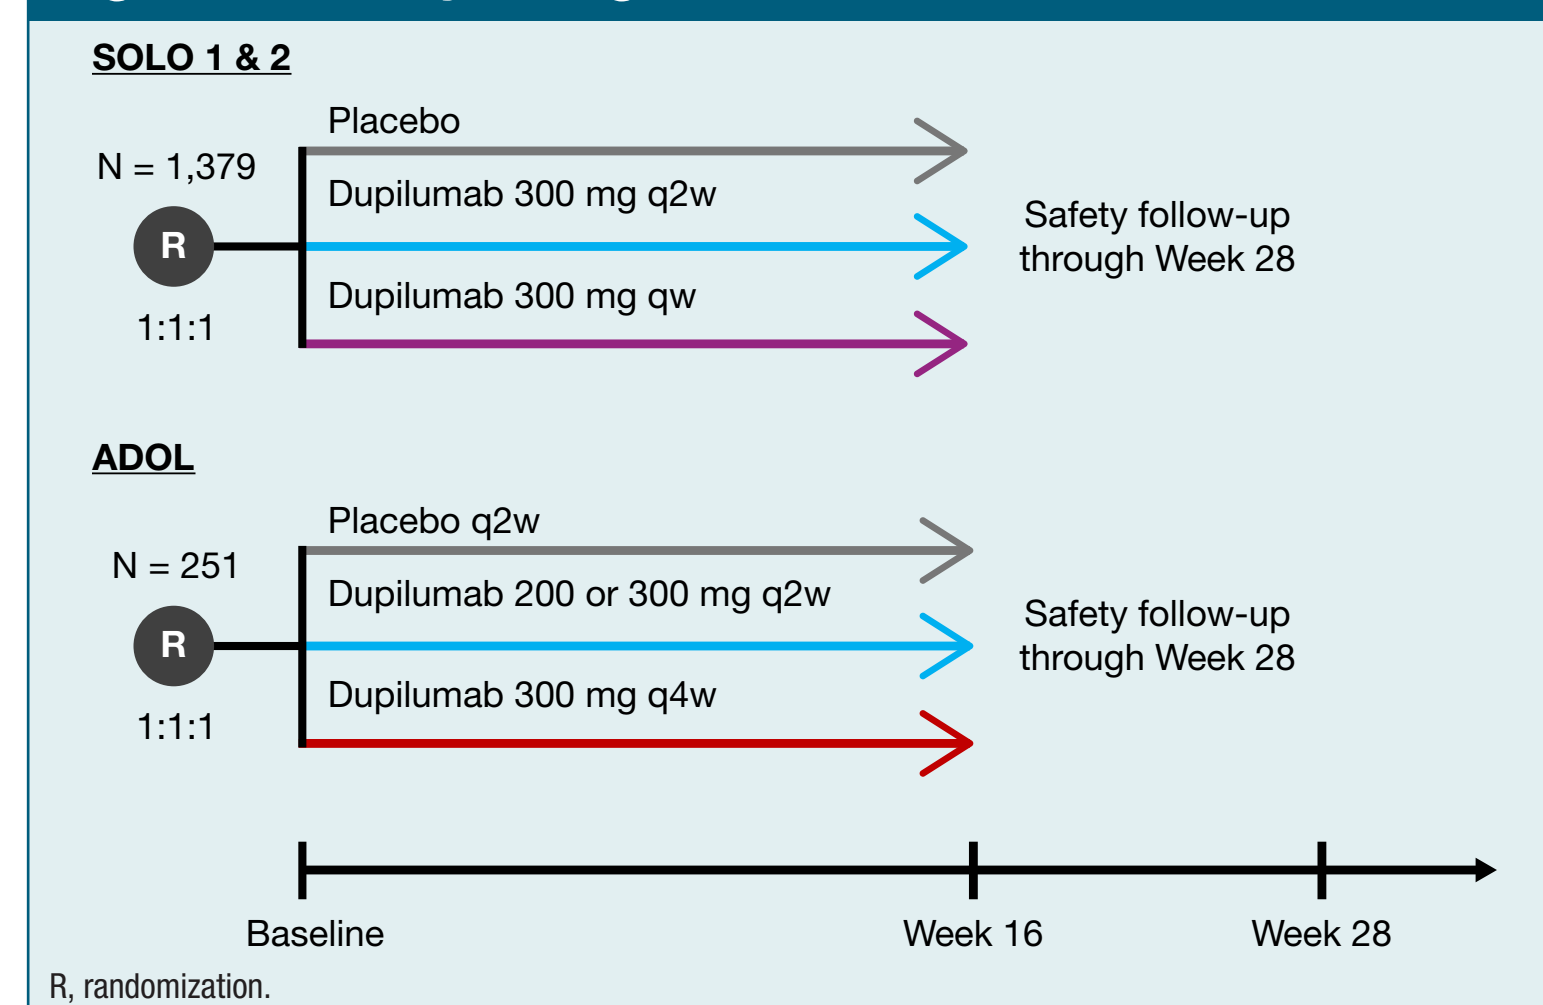 SOLO 1 & 2
Placebo
N = 1,379
Dupilumab 300 mg q2w
R
Dupilumab 300 mg qw
1:1:1
Safety follow-up
through Week 28
ADOL
Placebo q2w
N = 251
Dupilumab 200 or 300 mg q2w
R
Dupilumab 300 mg q4w
1:1:1
Safety follow-up
through Week 28
Baseline
Week 16
Week 28
R, randomization.